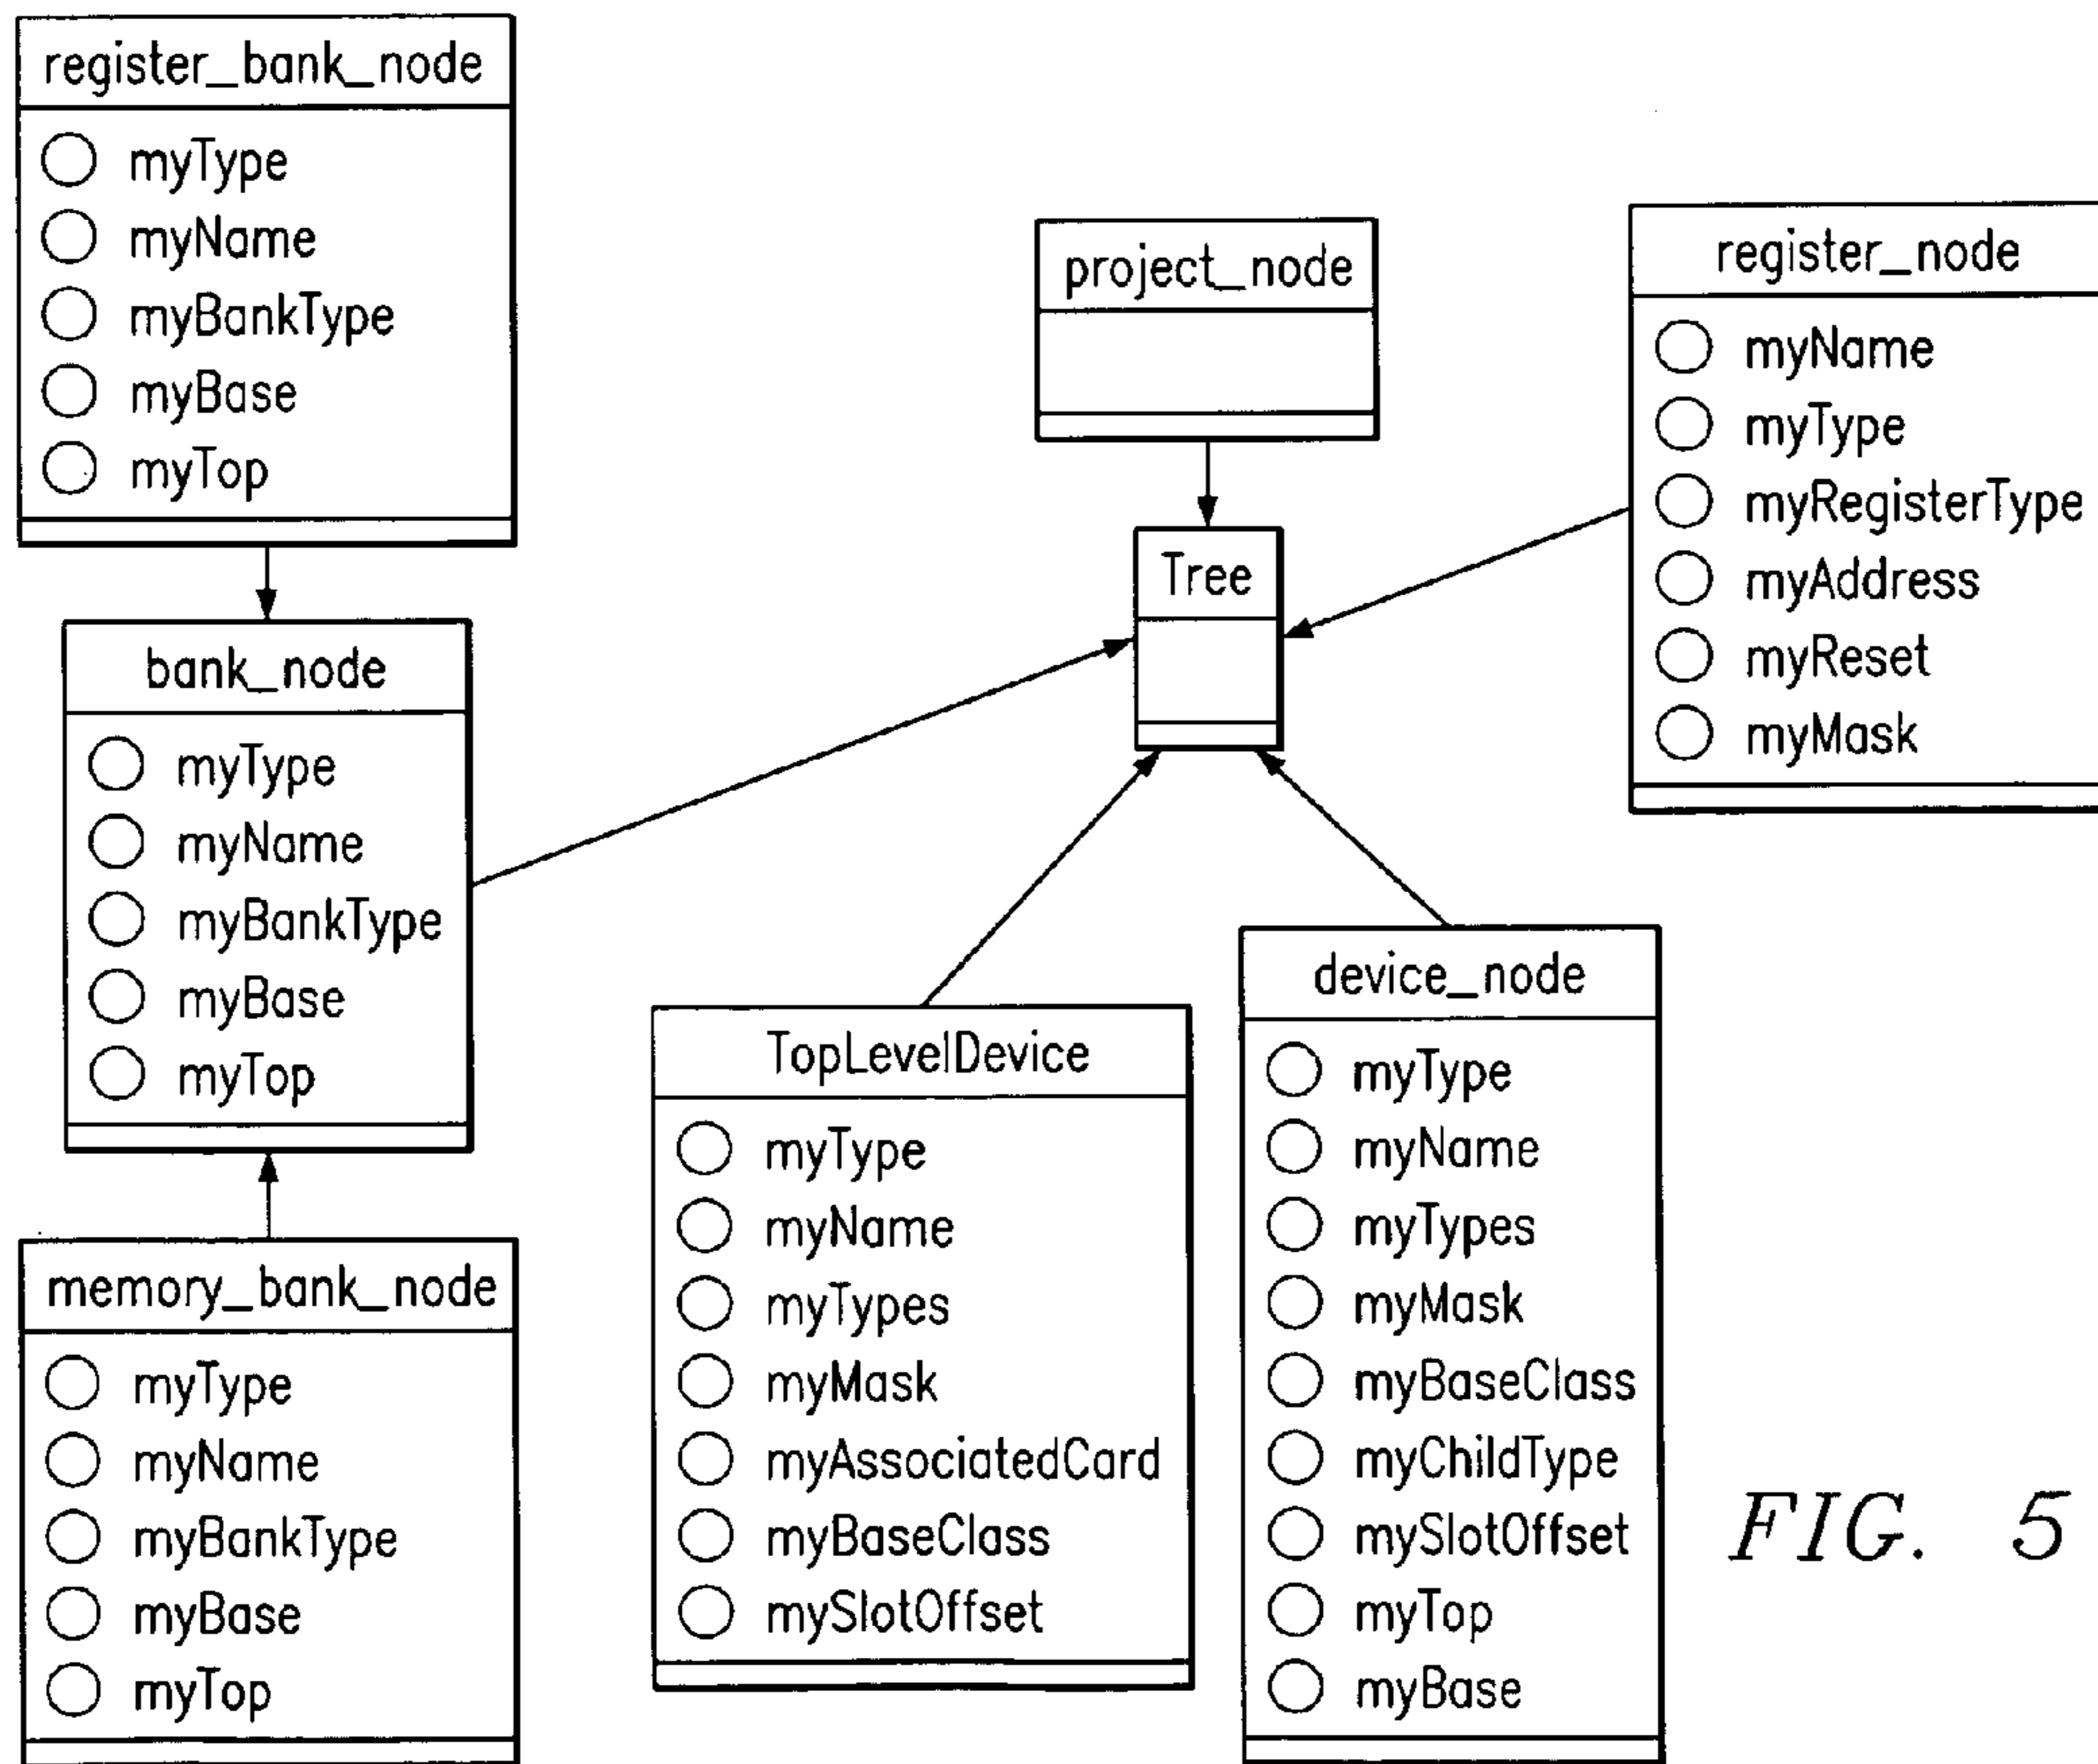 register_bank_node
myType
myName
myBankType
myBase
myTop
bank_node
myType
myName
myBankType
myBase
myTop
memory_bank_node
myType
myName
myBankType
myBase
myTop
project_node
Tree
register_node
myName
myType
myRegisterType
myAddress
myReset
myMask
TopLevelDevice
myType
myName
myTypes
myMask
myAssociatedCard
myBaseClass
mySlotOffset
device_node
myType
myName
myTypes
myMask
myBaseClass
myChildType
mySlotOffset
myTop
myBase
FIG. 5